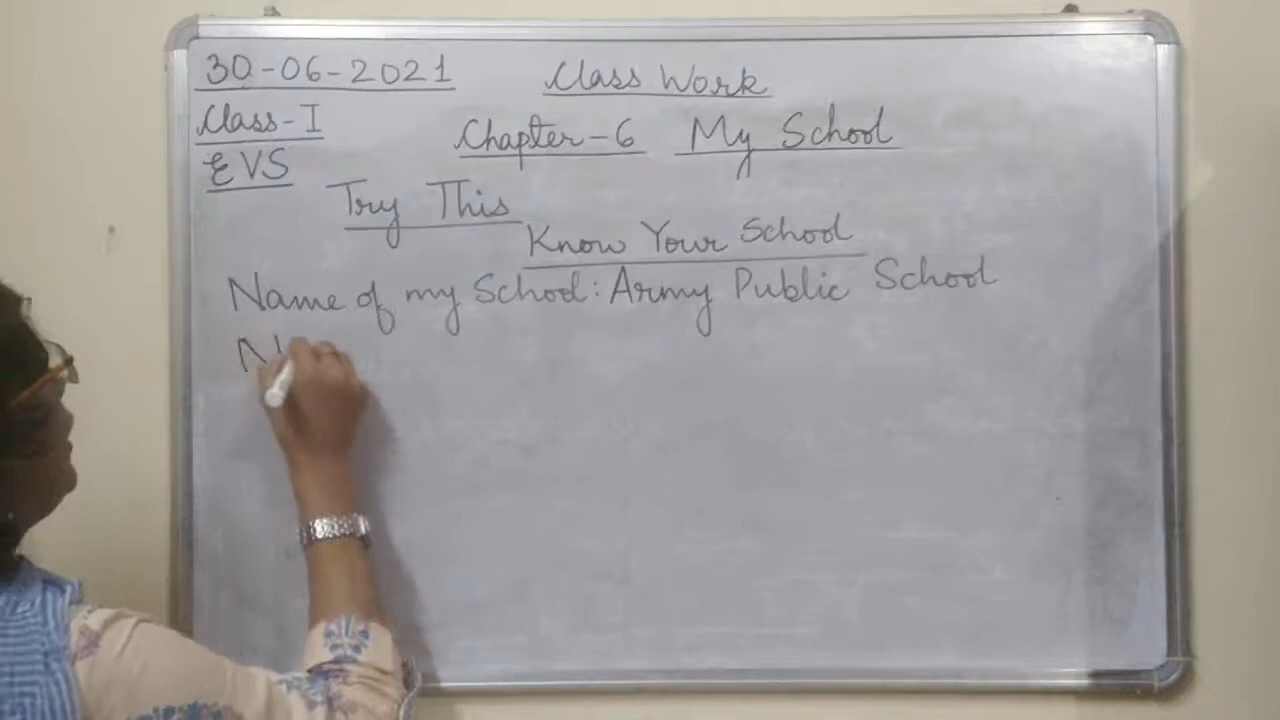 30-06-2021 Class Work
Class-I Chapter-6 My School
EVS
Try This
Know Your School
Name of my School: Army Public School
N